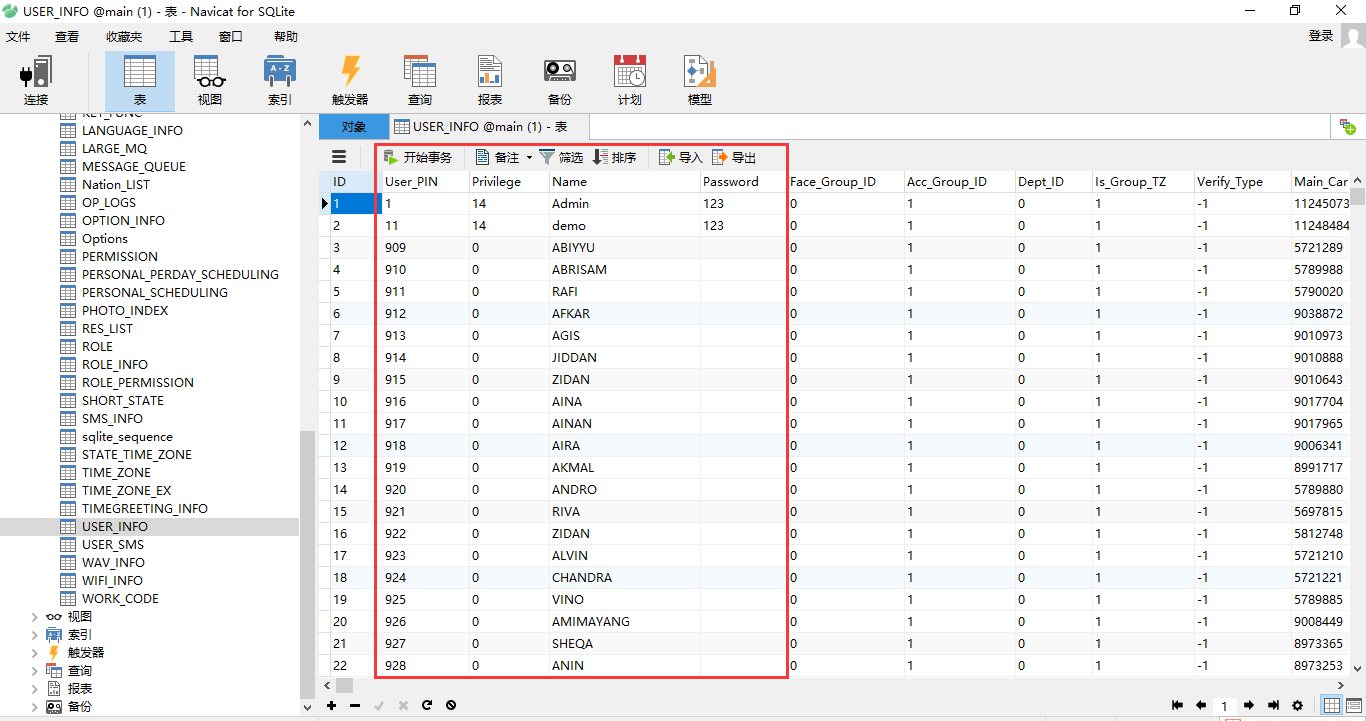 USER_INFO @main (1) - 表 - Navicat for SQLite
文件 查看 收藏夹 工具 窗口 帮助 登录
连接 表 视图 索引 触发器 查询 报表 备份 计划 模型
KEY_FUNC
LANGUAGE_INFO
LARGE_MQ
MESSAGE_QUEUE
Nation_LIST
OP_LOGS
OPTION_INFO
Options
PERMISSION
PERSONAL_PERDAY_SCHEDULING
PERSONAL_SCHEDULING
PHOTO_INDEX
RES_LIST
ROLE
ROLE_INFO
ROLE_PERMISSION
SHORT_STATE
SMS_INFO
sqlite_sequence
STATE_TIME_ZONE
TIME_ZONE
TIME_ZONE_EX
TIMEGREETING_INFO
USER_INFO
USER_SMS
WAV_INFO
WIFI_INFO
WORK_CODE
视图
索引
触发器
查询
报表
备份
对象 USER_INFO @main (1) - 表
开始事务 备注 筛选 排序 导入 导出
ID User_PIN Privilege Name Password Face_Group_ID Acc_Group_ID Dept_ID Is_Group_TZ Verify_Type Main_Car
1 1 14 Admin 123 0 1 0 1 -1 11245073
2 11 14 demo 123 0 1 0 1 -1 11248484
3 909 0 ABIYYU 0 1 0 1 -1 5721289
4 910 0 ABRISAM 0 1 0 1 -1 5789988
5 911 0 RAFI 0 1 0 1 -1 5790020
6 912 0 AFKAR 0 1 0 1 -1 9038872
7 913 0 AGIS 0 1 0 1 -1 9010973
8 914 0 JIDDAN 0 1 0 1 -1 9010888
9 915 0 ZIDAN 0 1 0 1 -1 9010643
10 916 0 AINA 0 1 0 1 -1 9017704
11 917 0 AINAN 0 1 0 1 -1 9017965
12 918 0 AIRA 0 1 0 1 -1 9006341
13 919 0 AKMAL 0 1 0 1 -1 8991717
14 920 0 ANDRO 0 1 0 1 -1 5789880
15 921 0 RIVA 0 1 0 1 -1 5697815
16 922 0 ZIDAN 0 1 0 1 -1 5812748
17 923 0 ALVIN 0 1 0 1 -1 5721210
18 924 0 CHANDRA 0 1 0 1 -1 5721221
19 925 0 VINO 0 1 0 1 -1 5789885
20 926 0 AMIMAYANG 0 1 0 1 -1 9008449
21 927 0 SHEQA 0 1 0 1 -1 8973365
22 928 0 ANIN 0 1 0 1 -1 8973253
1